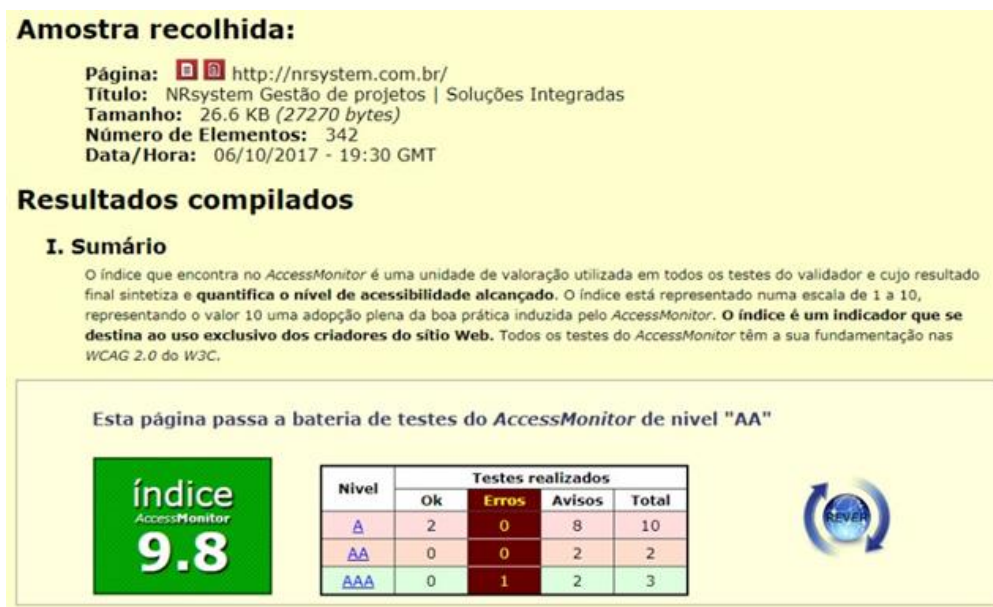 Amostra recolhida:
Página: http://nrsystem.com.br/
Título: NRsystem Gestão de projetos | Soluções Integradas
Tamanho: 26.6 KB (27270 bytes)
Número de Elementos: 342
Data/Hora: 06/10/2017 - 19:30 GMT
Resultados compilados
I. Sumário
O índice que encontra no AccessMonitor é uma unidade de valoração utilizada em todos os testes do validador e cujo resultado
final sintetiza e quantifica o nível de acessibilidade alcançado. O índice está representado numa escala de 1 a 10,
representando o valor 10 uma adopção plena da boa prática induzida pelo AccessMonitor. O índice é um indicador que se
destina ao uso exclusivo dos criadores do sítio Web. Todos os testes do AccessMonitor têm a sua fundamentação nas
WCAG 2.0 do W3C.
Esta página passa a bateria de testes do AccessMonitor de nivel "AA"
índice
AccessMonitor
9.8
Nivel Testes realizados
Ok Erros Avisos Total
A 2 0 8 10
AA 0 0 2 2
AAA 0 1 2 3
REVER